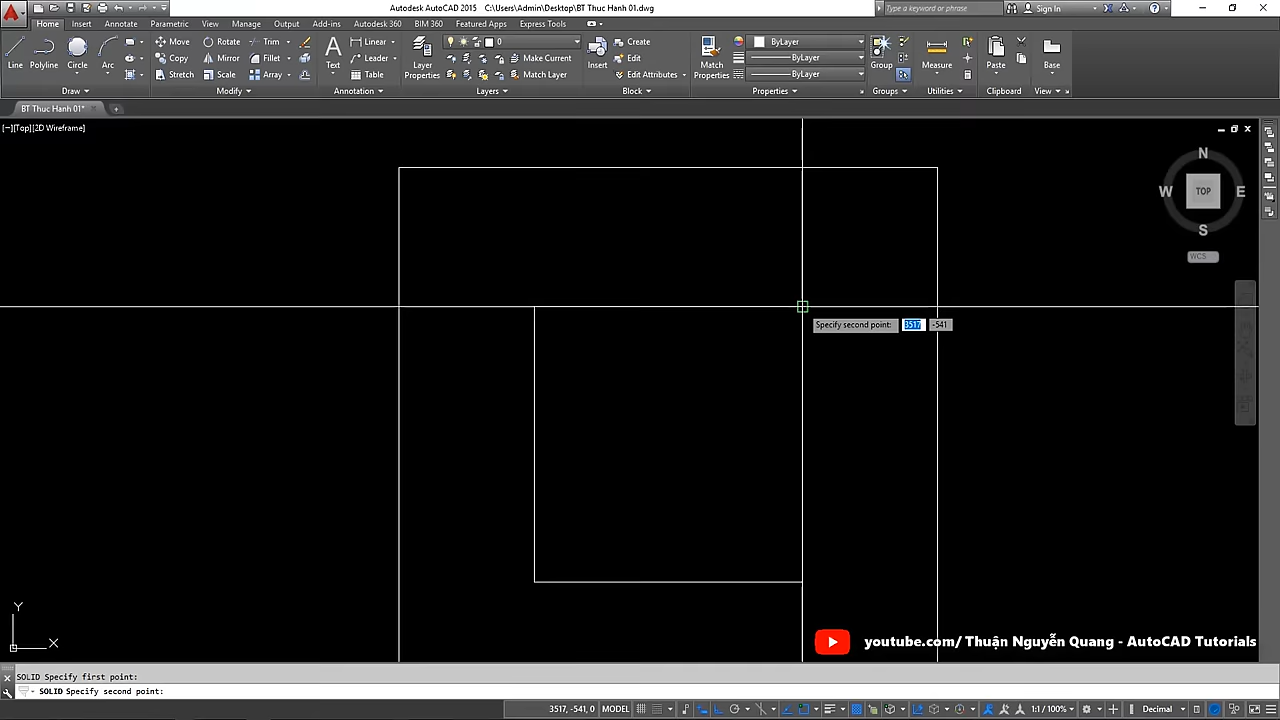 Autodesk AutoCAD 2015 C:\Users\Admin\Desktop\BT Thuc Hanh 01.dwg
Type a keyword or phrase
Sign In
Home Insert Annotate Parametric View Manage Output Add-ins Autodesk 360 BIM 360 Featured Apps Express Tools
Line Polyline Circle Arc
Move Rotate Trim
Copy Mirror Fillet
Stretch Scale Array
Text
Linear
Leader
Table
Layer Properties
0
Make Current
Match Layer
Insert
Create
Edit
Edit Attributes
Match Properties
ByLayer
ByLayer
ByLayer
Group
Measure
Paste
Base
Draw Modify Annotation Layers Block Properties Groups Utilities Clipboard View
BT Thuc Hanh 01*
[−][Top][2D Wireframe]
N
W TOP E
S
WCS
Specify second point: 3517 -541
Y
X
youtube.com/ Thuận Nguyễn Quang - AutoCAD Tutorials
SOLID Specify first point:
SOLID Specify second point:
3517, -541, 0 MODEL 1:1 / 100% Decimal